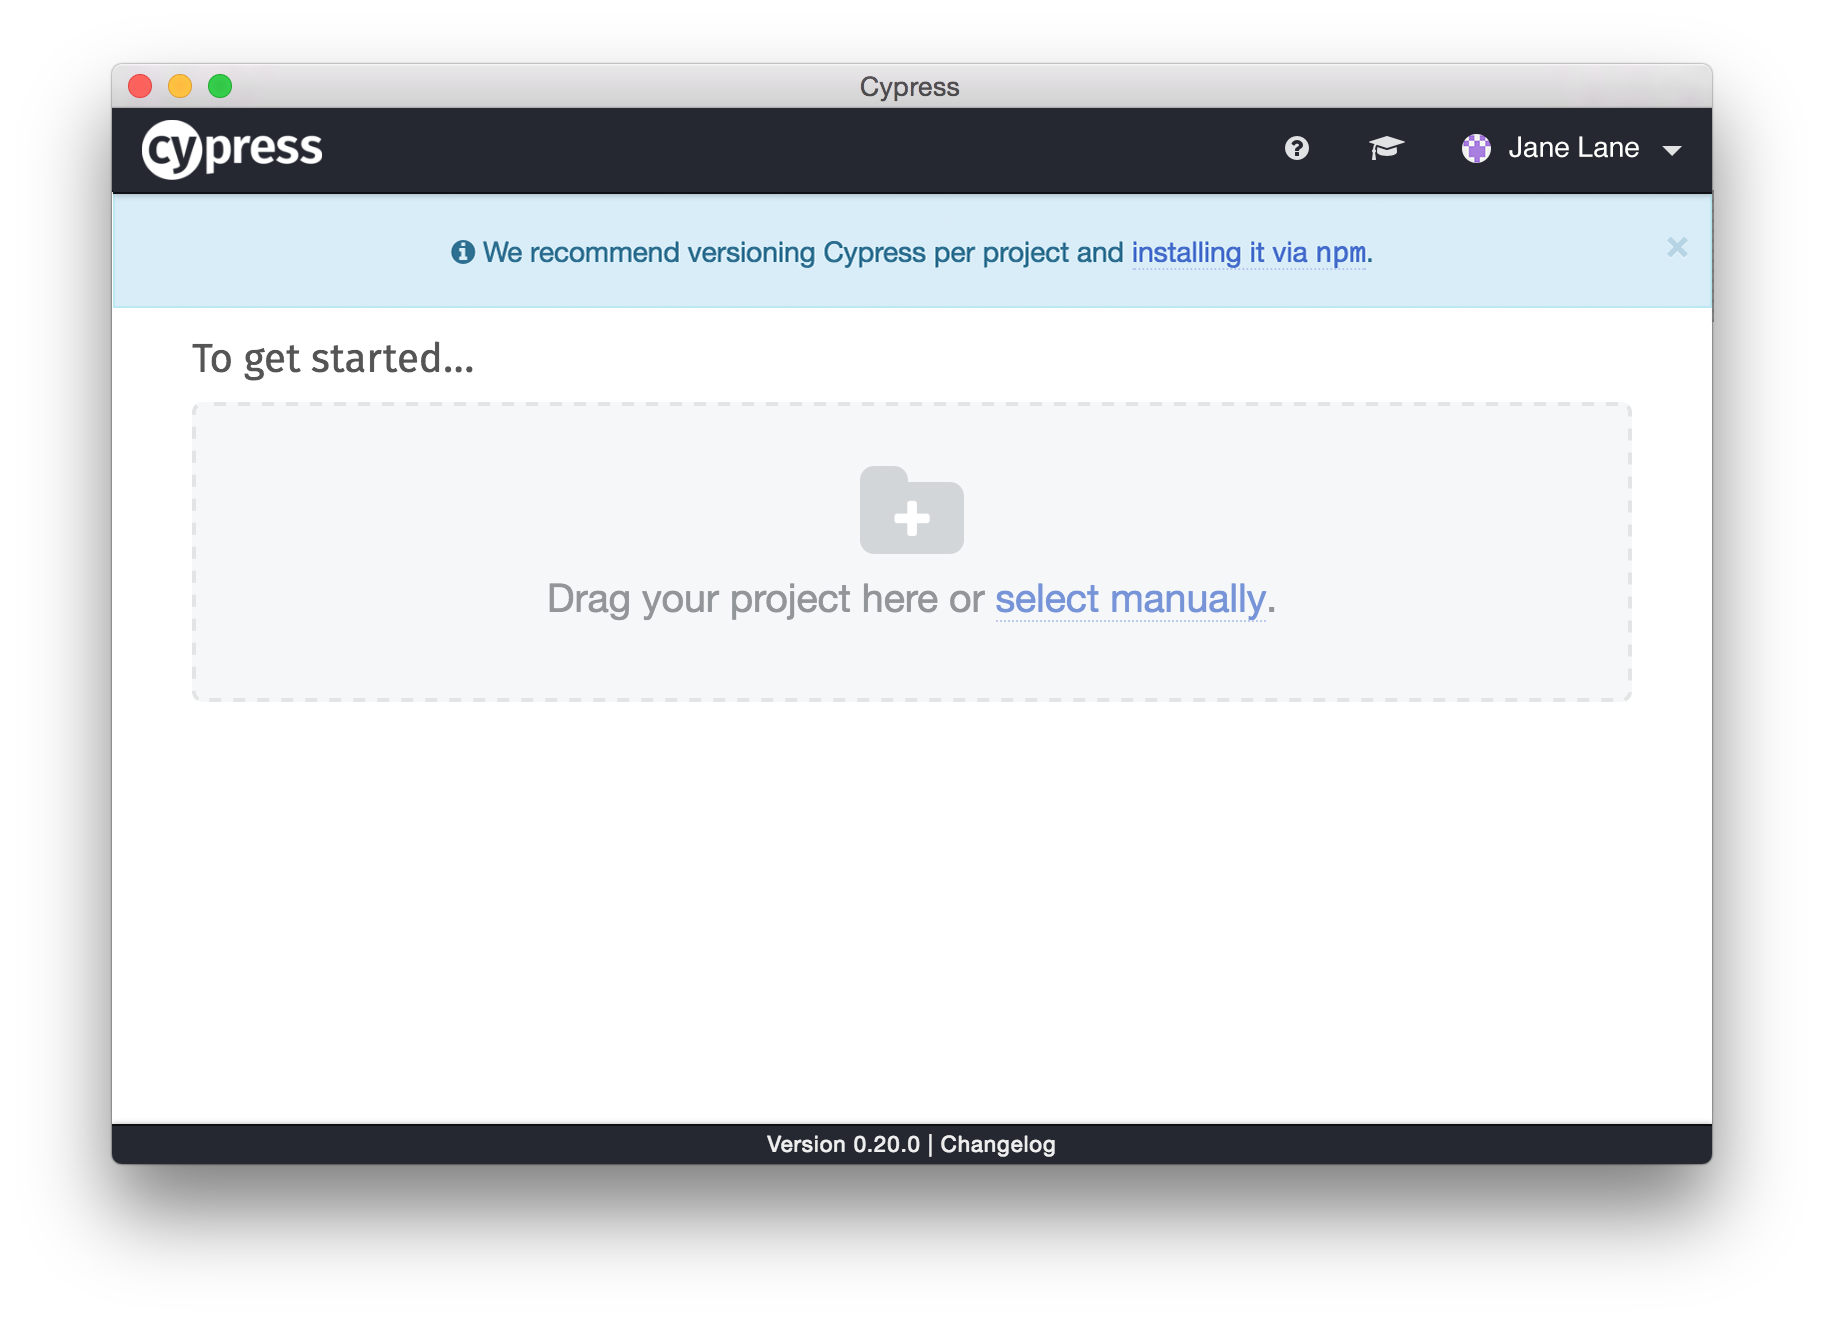 Cypress
cypress
Jane Lane
We recommend versioning Cypress per project and installing it via npm.
To get started...
Drag your project here or select manually.
Version 0.20.0 | Changelog